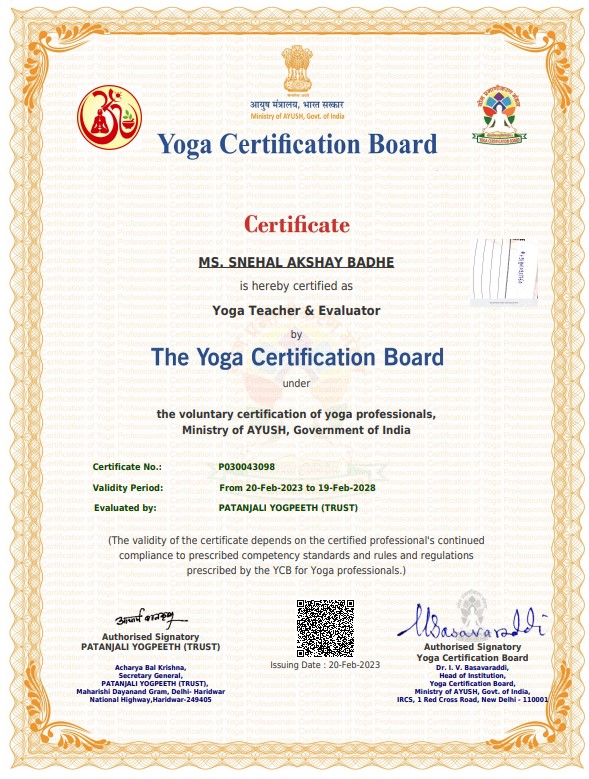 आयुष मंत्रालय, भारत सरकार
Ministry of AYUSH, Govt. of India
Yoga Certification Board
YOGA CERTIFICATION BOARD
Certificate
MS. SNEHAL AKSHAY BADHE
is hereby certified as
Yoga Teacher & Evaluator
by
The Yoga Certification Board
under
the voluntary certification of yoga professionals,
Ministry of AYUSH, Government of India
Certificate No.: P030043098
Validity Period: From 20-Feb-2023 to 19-Feb-2028
Evaluated by: PATANJALI YOGPEETH (TRUST)
(The validity of the certificate depends on the certified professional's continued
compliance to prescribed competency standards and rules and regulations
prescribed by the YCB for Yoga professionals.)
Authorised Signatory
PATANJALI YOGPEETH (TRUST)
Acharya Bal Krishna,
Secretary General,
PATANJALI YOGPEETH (TRUST),
Maharishi Dayanand Gram, Delhi- Haridwar
National Highway,Haridwar-249405
Issuing Date : 20-Feb-2023
Authorised Signatory
Yoga Certification Board
Dr. I. V. Basavaraddi,
Head of Institution,
Yoga Certification Board,
Ministry of AYUSH, Govt. of India,
IRCS, 1 Red Cross Road, New Delhi - 110001